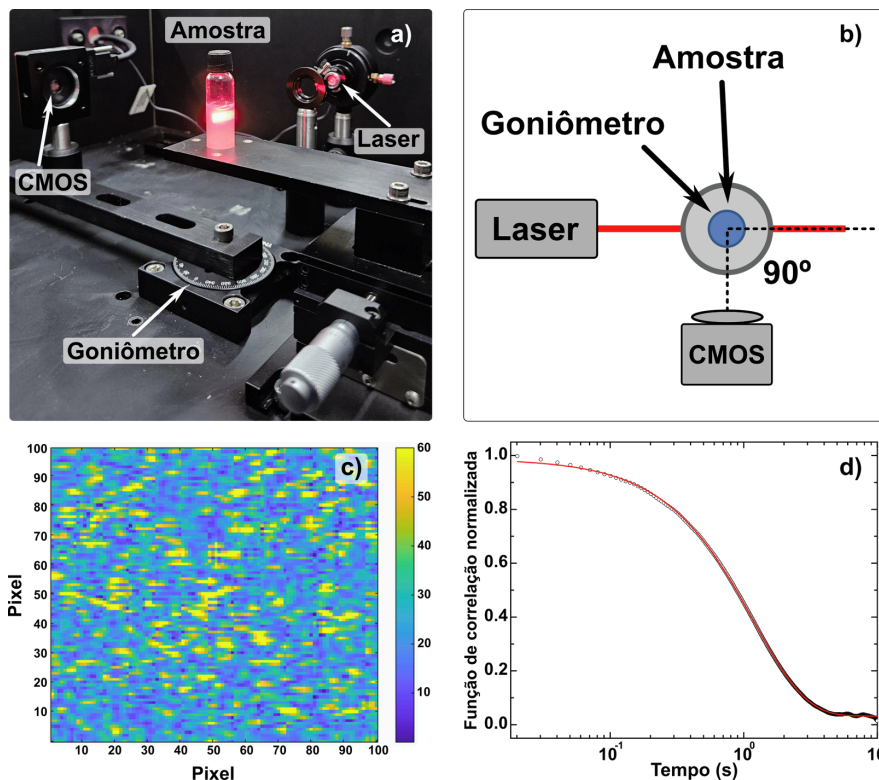 Amostra
a)
Laser
CMOS
Goniômetro
b)
Amostra
Goniômetro
Laser
90º
CMOS
c)
100
90
80
70
60
50
40
30
20
10
Pixel
10 20 30 40 50 60 70 80 90 100
Pixel
60
50
40
30
20
10
d)
Função de correlação normalizada
1.0
0.8
0.6
0.4
0.2
0.0
10⁻¹ 10⁰ 10
Tempo (s)